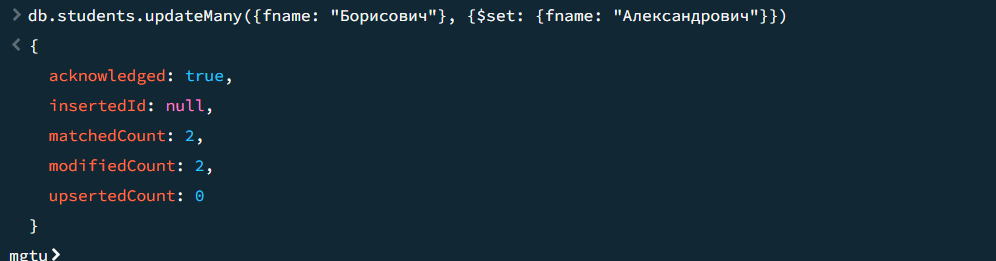 > db.students.updateMany({fname: "Борисович"}, {$set: {fname: "Александрович"}})
< {
acknowledged: true,
insertedId: null,
matchedCount: 2,
modifiedCount: 2,
upsertedCount: 0
}
mgtu>